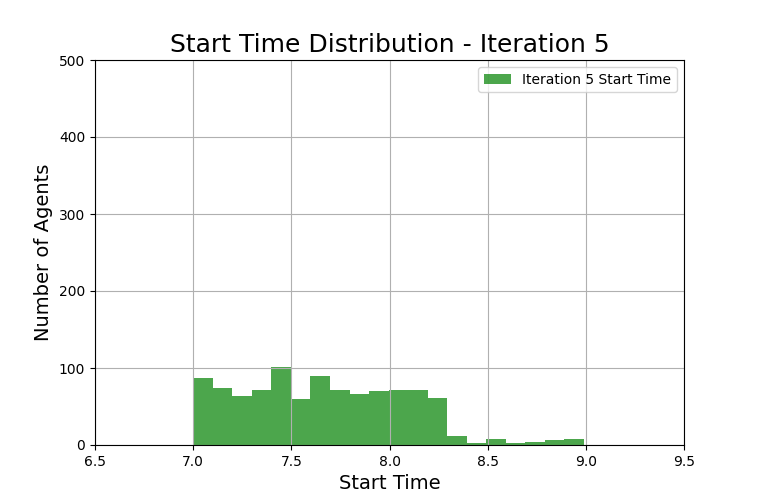 Start Time Distribution - Iteration 5
Iteration 5 Start Time
Number of Agents
500
400
300
200
100
0
6.5 7.0 7.5 8.0 8.5 9.0 9.5
Start Time